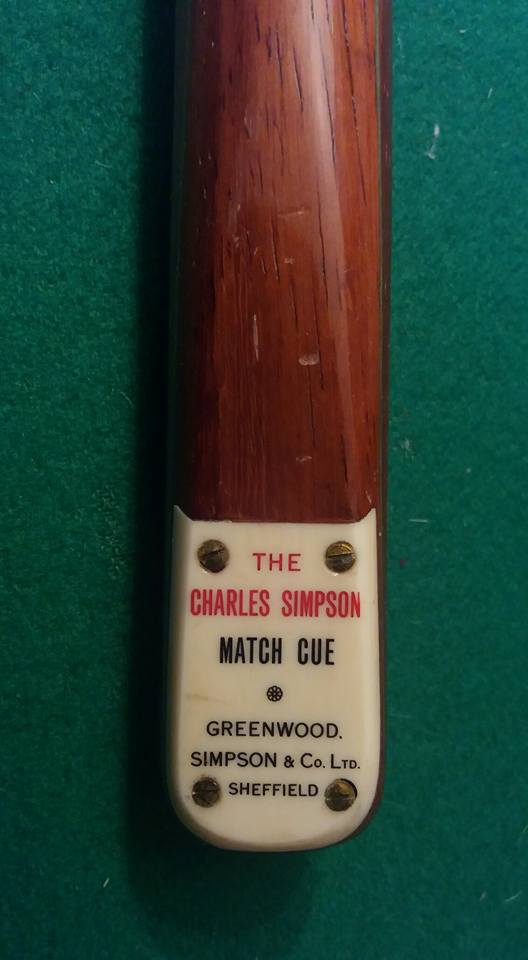 THE
CHARLES SIMPSON
MATCH CUE
GREENWOOD,
SIMPSON & Co. LTD.
SHEFFIELD